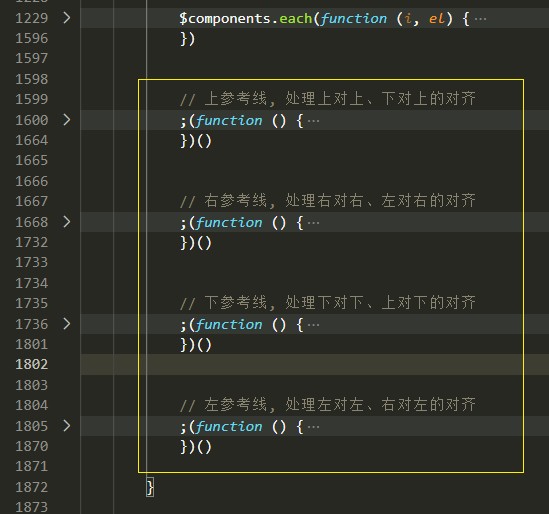 1229 > $components.each(function (i, el) {···
1596 })
1597
1598
1599 // 上参考线, 处理上对上、下对上的对齐
1600 > ;(function () {···
1664 })()
1665
1666
1667 // 右参考线, 处理右对右、左对右的对齐
1668 > ;(function () {···
1732 })()
1733
1734
1735 // 下参考线, 处理下对下、上对下的对齐
1736 > ;(function () {···
1801 })()
1802
1803
1804 // 左参考线, 处理左对左、右对左的对齐
1805 > ;(function () {···
1870 })()
1871
1872 }
1873